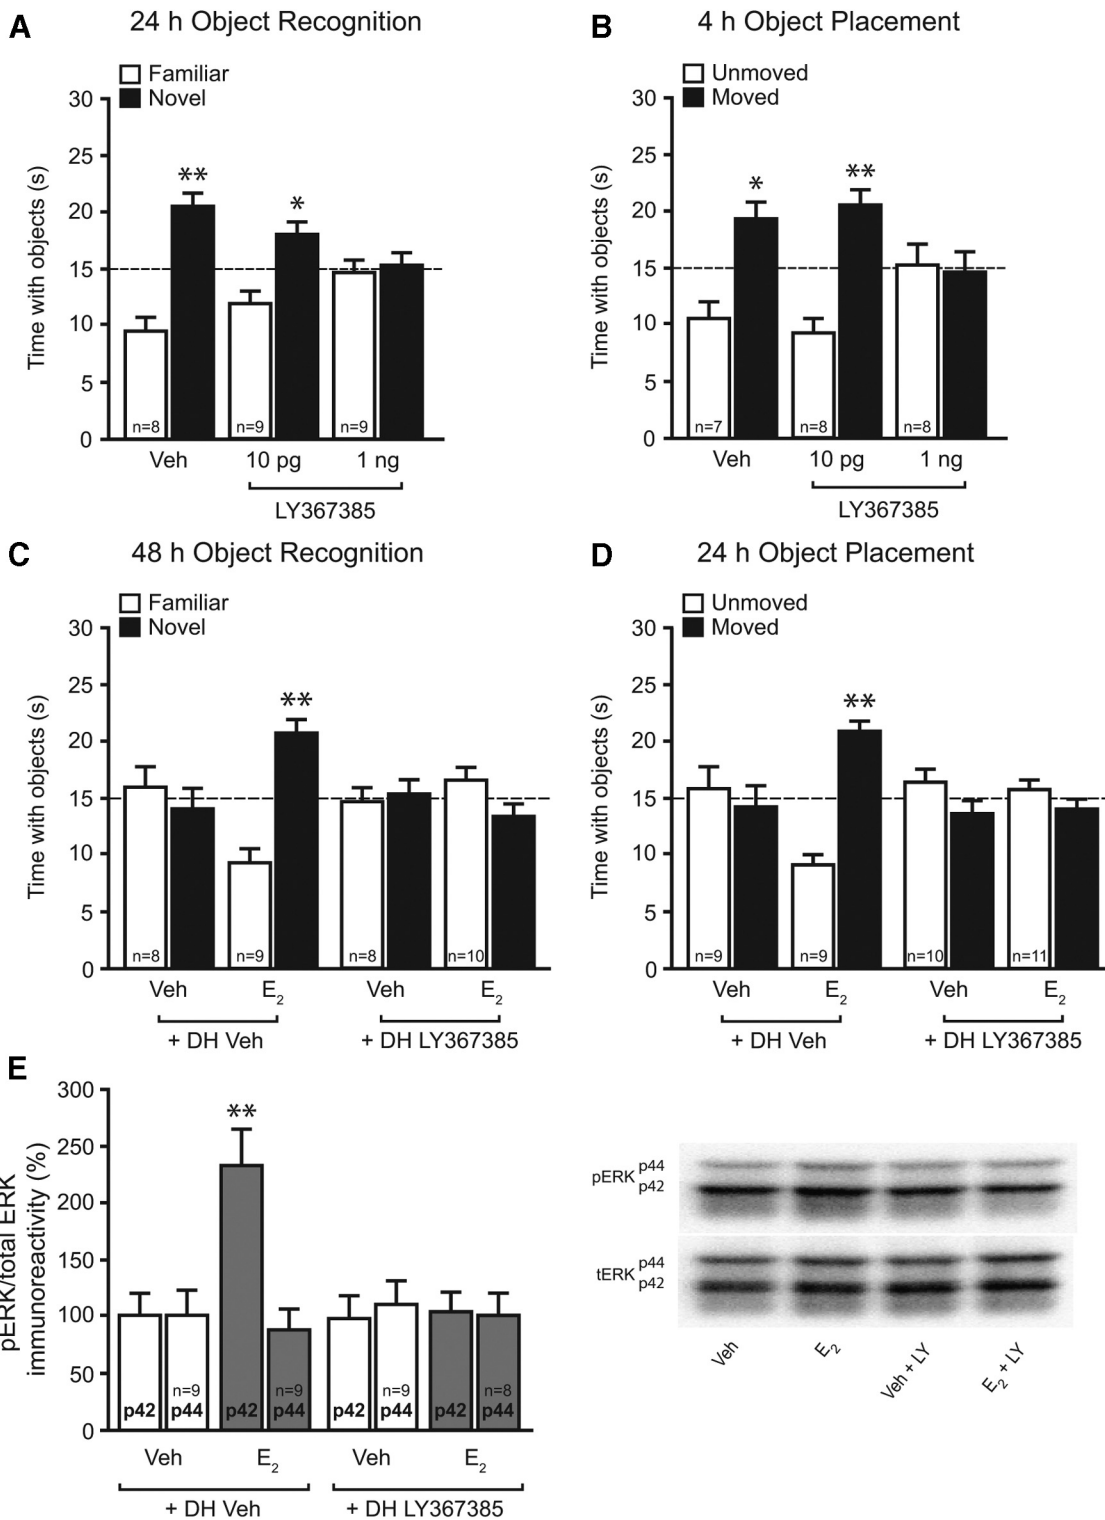 A
24 h Object Recognition
Familiar
Novel
30
25
20
15
10
5
0
Time with objects (s)
**
*
n=8
n=9
n=9
Veh
10 pg
1 ng
LY367385
B
4 h Object Placement
Unmoved
Moved
30
25
20
15
10
5
0
Time with objects (s)
*
**
n=7
n=8
n=8
Veh
10 pg
1 ng
LY367385
C
48 h Object Recognition
Familiar
Novel
30
25
20
15
10
5
0
Time with objects (s)
**
n=8
n=9
n=8
n=10
Veh
E2
Veh
E2
+ DH Veh
+ DH LY367385
D
24 h Object Placement
Unmoved
Moved
30
25
20
15
10
5
0
Time with objects (s)
**
n=9
n=9
n=10
n=11
Veh
E2
Veh
E2
+ DH Veh
+ DH LY367385
E
300
250
200
150
100
50
0
pERK/total ERK
immunoreactivity (%)
**
n=9
n=9
n=9
n=8
p42 p44 p42 p44 p42 p44 p42 p44
Veh
E2
Veh
E2
+ DH Veh
+ DH LY367385
pERK
p44
p42
tERK
p44
p42
Veh
E2
Veh + LY
E2 + LY